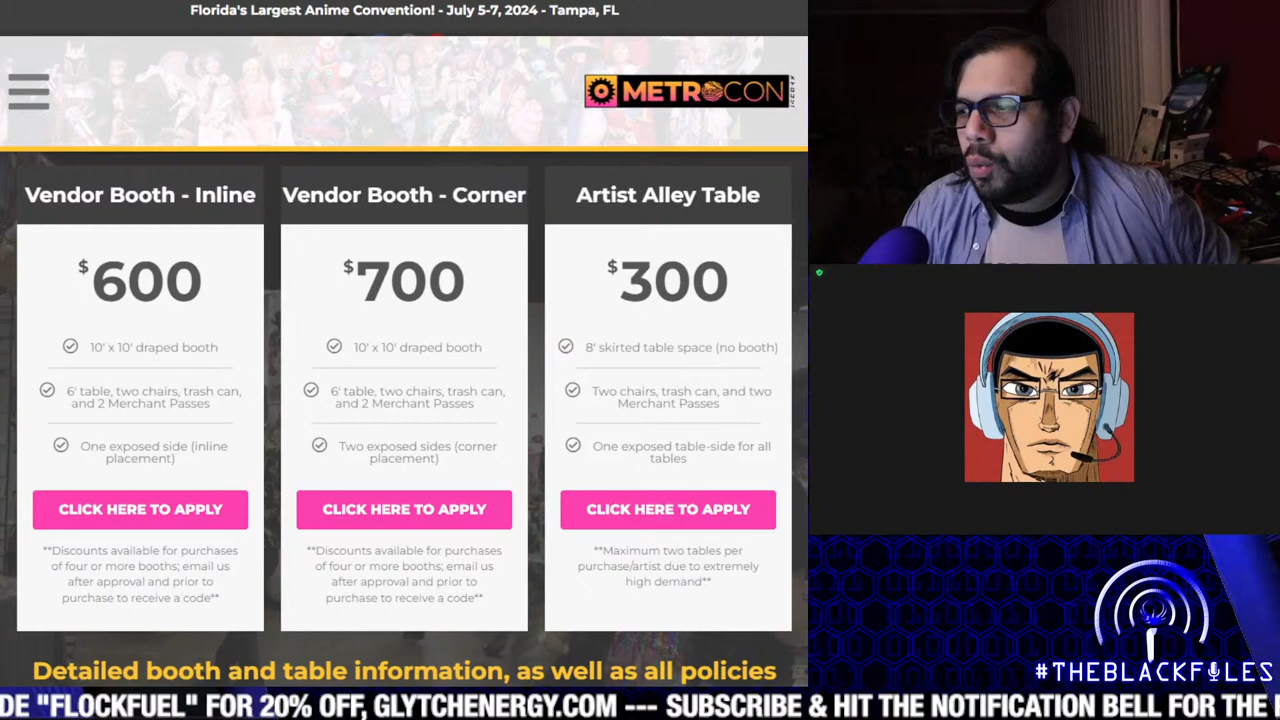 Florida's Largest Anime Convention! - July 5-7, 2024 - Tampa, FL
METROCON
Vendor Booth - Inline
$600
10' x 10' draped booth
6' table, two chairs, trash can,
and 2 Merchant Passes
One exposed side (inline
placement)
CLICK HERE TO APPLY
**Discounts available for purchases
of four or more booths; email us
after approval and prior to
purchase to receive a code**
Vendor Booth - Corner
$700
10' x 10' draped booth
6' table, two chairs, trash can,
and 2 Merchant Passes
Two exposed sides (corner
placement)
CLICK HERE TO APPLY
**Discounts available for purchases
of four or more booths; email us
after approval and prior to
purchase to receive a code**
Artist Alley Table
$300
8' skirted table space (no booth)
Two chairs, trash can, and two
Merchant Passes
One exposed table-side for all
tables
CLICK HERE TO APPLY
**Maximum two tables per
purchase/artist due to extremely
high demand**
Detailed booth and table information, as well as all policies
#THEBLACKFILES
DE "FLOCKFUEL" FOR 20% OFF, GLYTCHENERGY.COM --- SUBSCRIBE & HIT THE NOTIFICATION BELL FOR THE